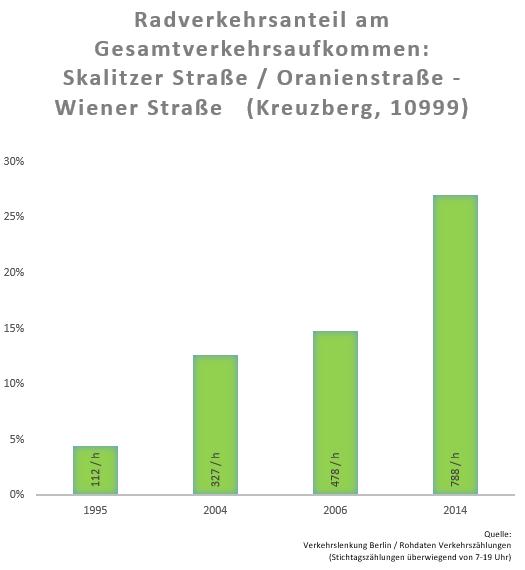 Radverkehrsanteil am
Gesamtverkehrsaufkommen:
Skalitzer Straße / Oranienstraße -
Wiener Straße (Kreuzberg, 10999)
30%
25%
20%
15%
10%
5%
0%
112 / h
327 / h
478 / h
788 / h
1995
2004
2006
2014
Quelle:
Verkehrslenkung Berlin / Rohdaten Verkehrszählungen
(Stichtagszählungen überwiegend von 7-19 Uhr)